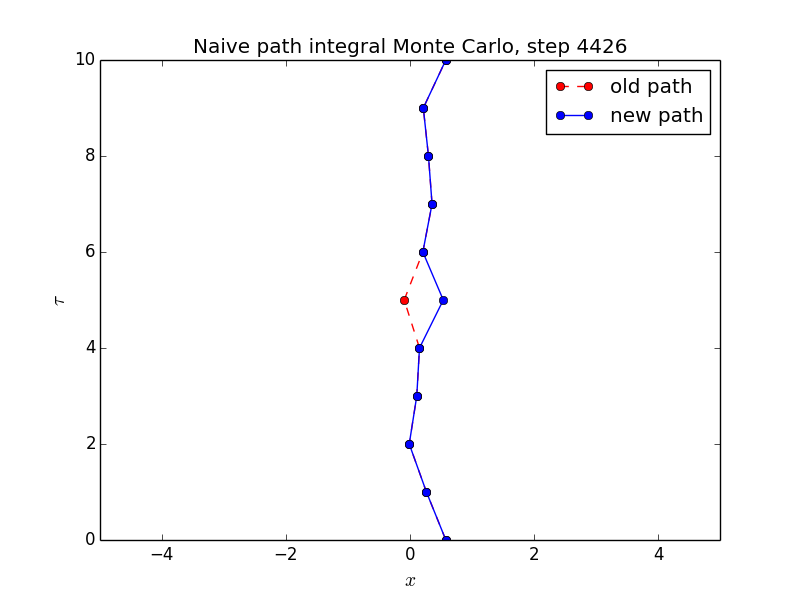 Naive path integral Monte Carlo, step 4426
10
8
6
4
2
0
τ
old path
new path
−4 −2 0 2 4
x